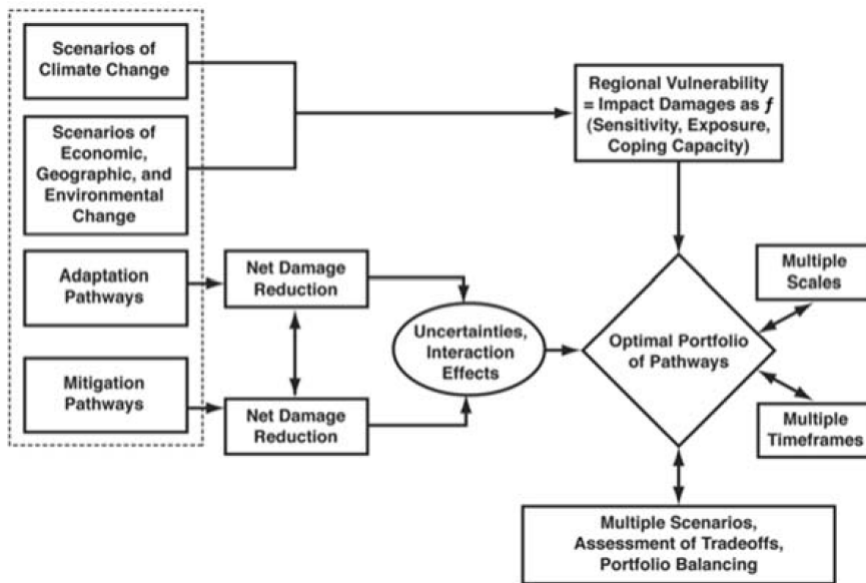 Scenarios of
Climate Change
Regional Vulnerability
= Impact Damages as ƒ
(Sensitivity, Exposure,
Coping Capacity)
Scenarios of
Economic,
Geographic, and
Environmental
Change
Adaptation
Pathways
Net Damage
Reduction
Multiple
Scales
Uncertainties,
Interaction
Effects
Optimal Portfolio
of Pathways
Mitigation
Pathways
Net Damage
Reduction
Multiple
Timeframes
Multiple Scenarios,
Assessment of Tradeoffs,
Portfolio Balancing